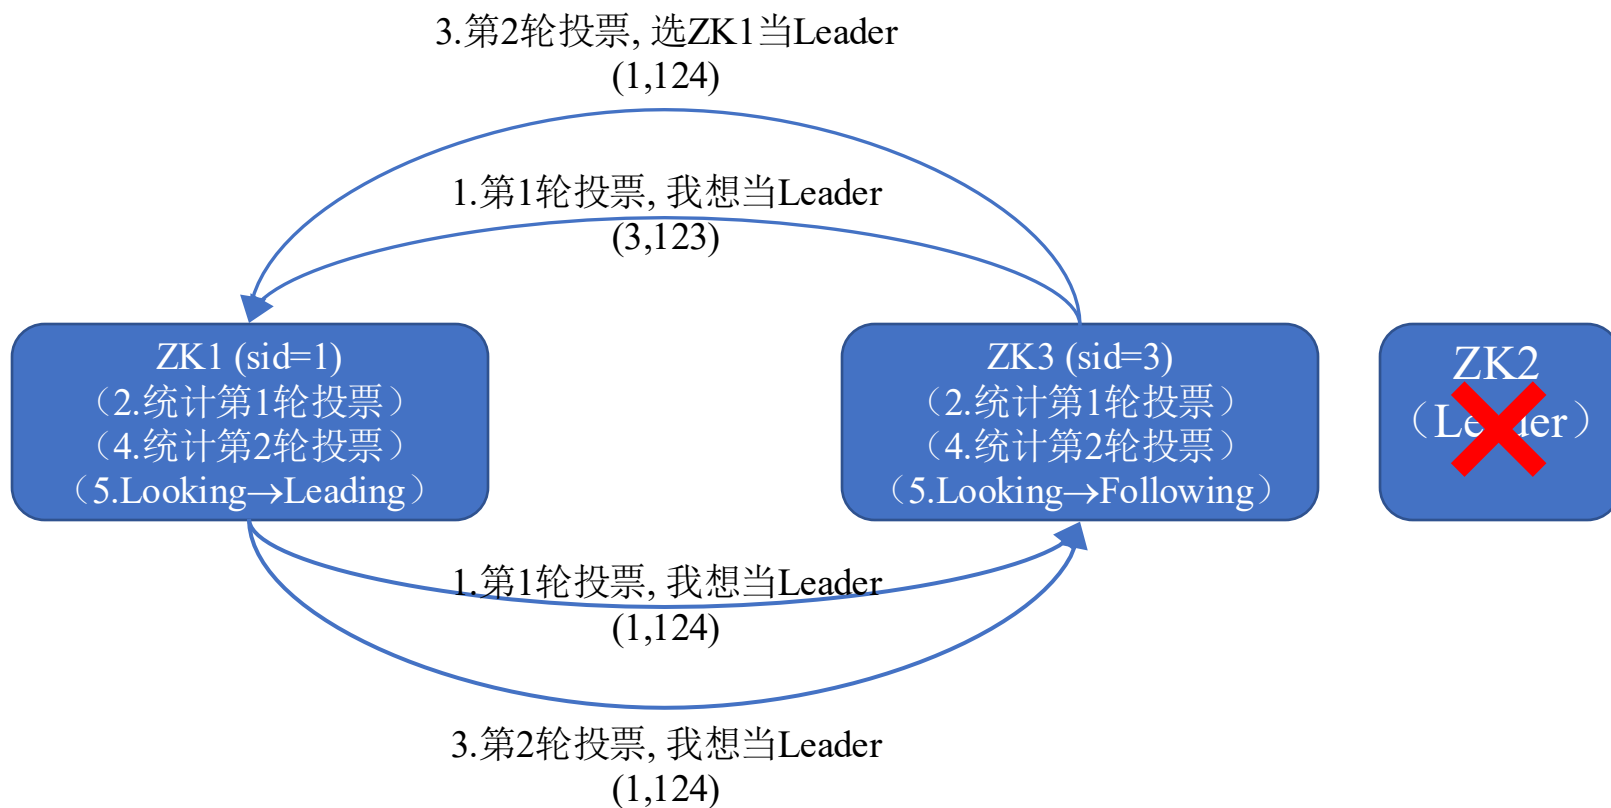 3.第2轮投票, 选ZK1当Leader
(1,124)
1.第1轮投票, 我想当Leader
(3,123)
ZK1 (sid=1)
（2.统计第1轮投票）
（4.统计第2轮投票）
（5.Looking→Leading）
ZK3 (sid=3)
（2.统计第1轮投票）
（4.统计第2轮投票）
（5.Looking→Following）
ZK2
（Leader）
1.第1轮投票, 我想当Leader
(1,124)
3.第2轮投票, 我想当Leader
(1,124)